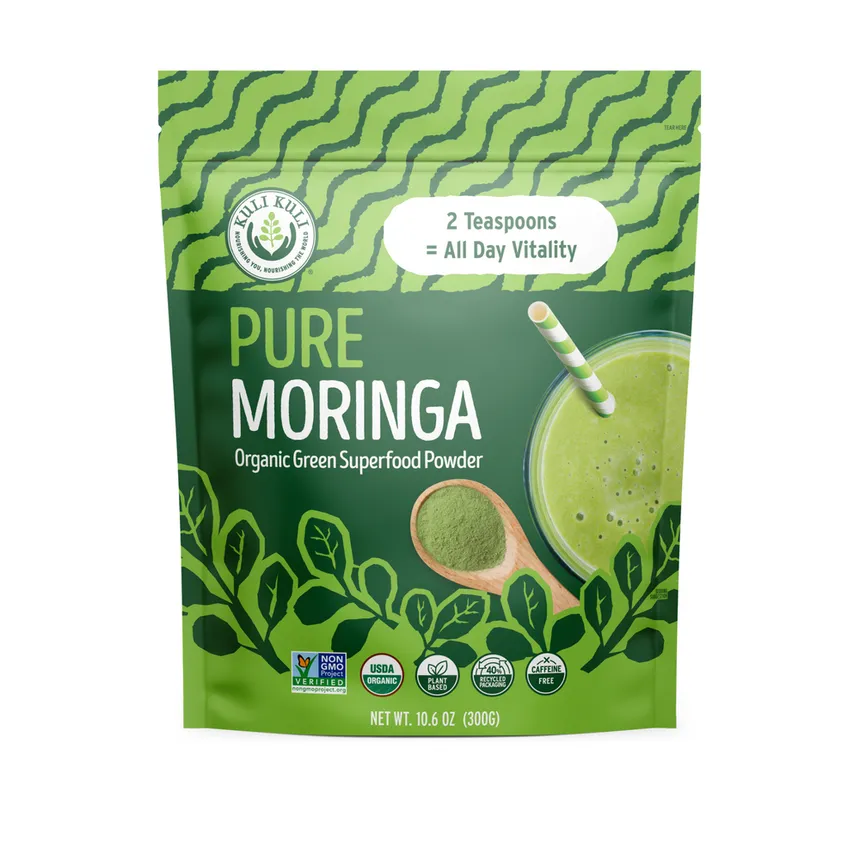 TEAR HERE
KULI KULI
NOURISHING YOU, NOURISHING THE WORLD
®
2 Teaspoons
= All Day Vitality
PURE
MORINGA
Organic Green Superfood Powder
NON
GMO
Project
VERIFIED
nongmoproject.org
USDA
ORGANIC
PLANT
BASED
40%
RECYCLED
PACKAGING
CAFFEINE
FREE
NET WT. 10.6 OZ (300G)